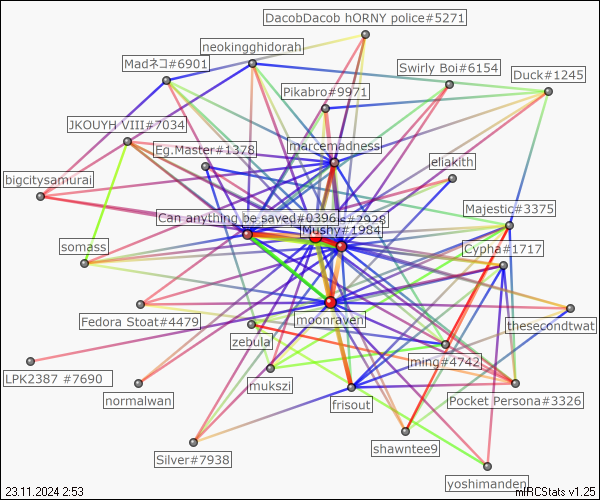 DacobDacob hORNY police#5271
neokingghidorah
Madネコ#6901
Swirly Boi#6154
Duck#1245
Pikabro#9971
JKOUYH VIII#7034
Eg.Master#1378
marcemadness
eliakith
bigcitysamurai
Majestic#3375
Can anything be saved#0396
#2928
Mushy#1984
somass
Cypha#1717
Fedora Stoat#4479
moonraven
thesecondtwat
zebula
ming#4742
LPK2387 #7690
mukszi
normalwan
frisout
Pocket Persona#3326
Silver#7938
shawntee9
yoshimanden
23.11.2024 2:53
mIRCStats v1.25